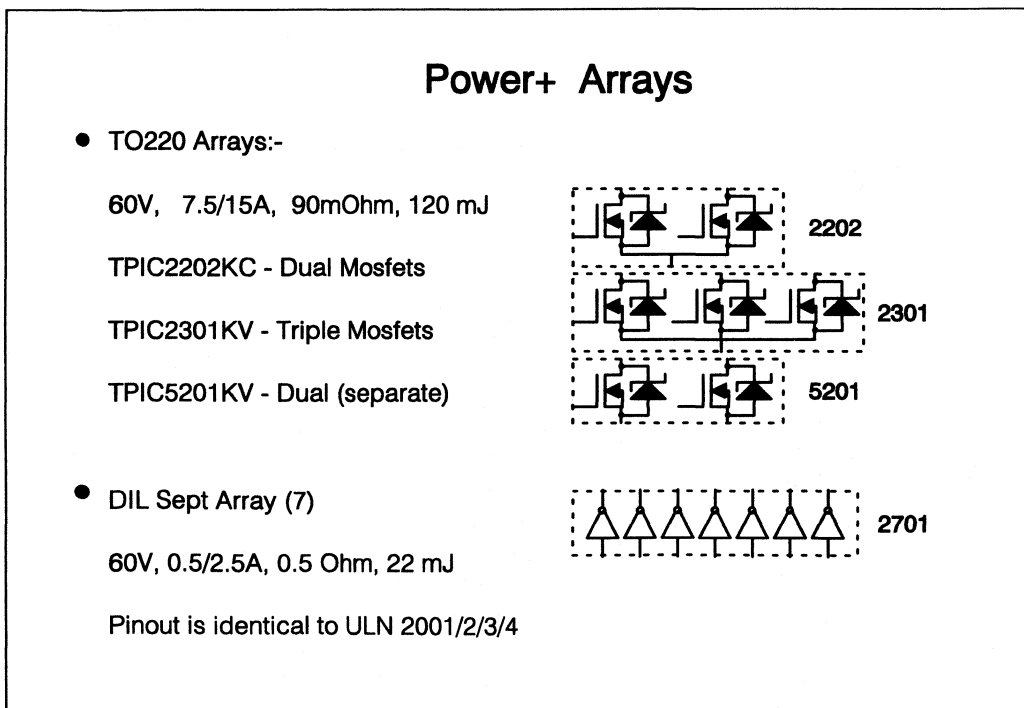 Power+ Arrays
● TO220 Arrays:-
60V, 7.5/15A, 90mOhm, 120 mJ
TPIC2202KC - Dual Mosfets
TPIC2301KV - Triple Mosfets
TPIC5201KV - Dual (separate)
2202
2301
5201
● DIL Sept Array (7)
60V, 0.5/2.5A, 0.5 Ohm, 22 mJ
Pinout is identical to ULN 2001/2/3/4
2701